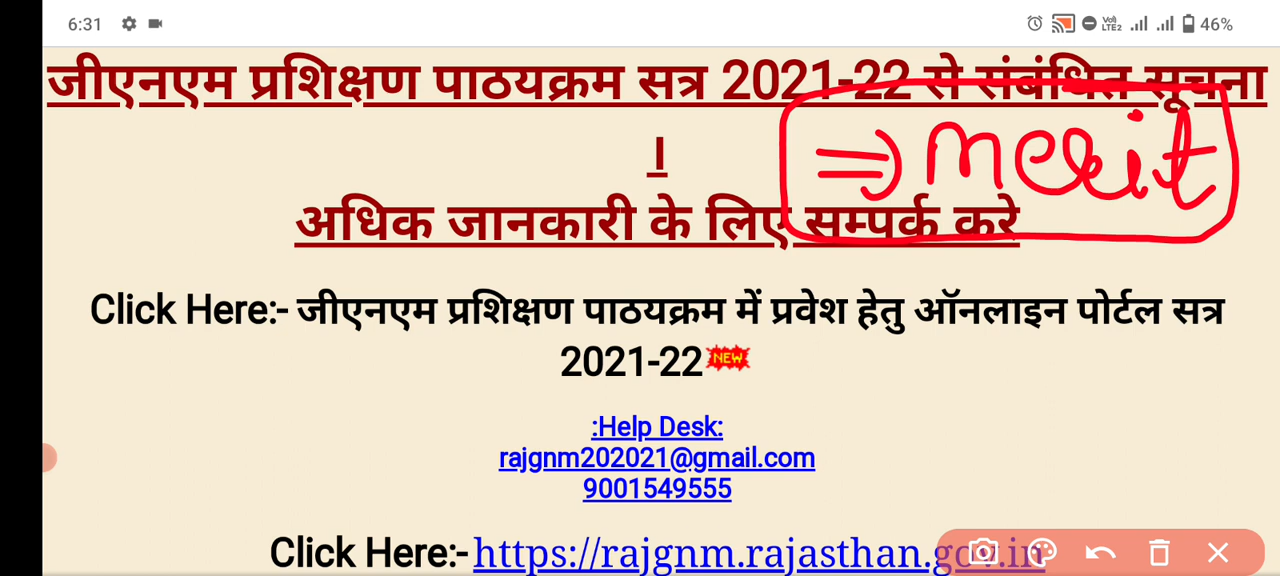 6:31 VoD LTE2 46%
जीएनएम प्रशिक्षण पाठयक्रम सत्र 2021-22 से संबंधित सूचना
।
⇒ merit
अधिक जानकारी के लिए सम्पर्क करे
Click Here:- जीएनएम प्रशिक्षण पाठयक्रम में प्रवेश हेतु ऑनलाइन पोर्टल सत्र
2021-22 NEW
:Help Desk:
rajgnm202021@gmail.com
9001549555
Click Here:- https://rajgnm.rajasthan.gov.in